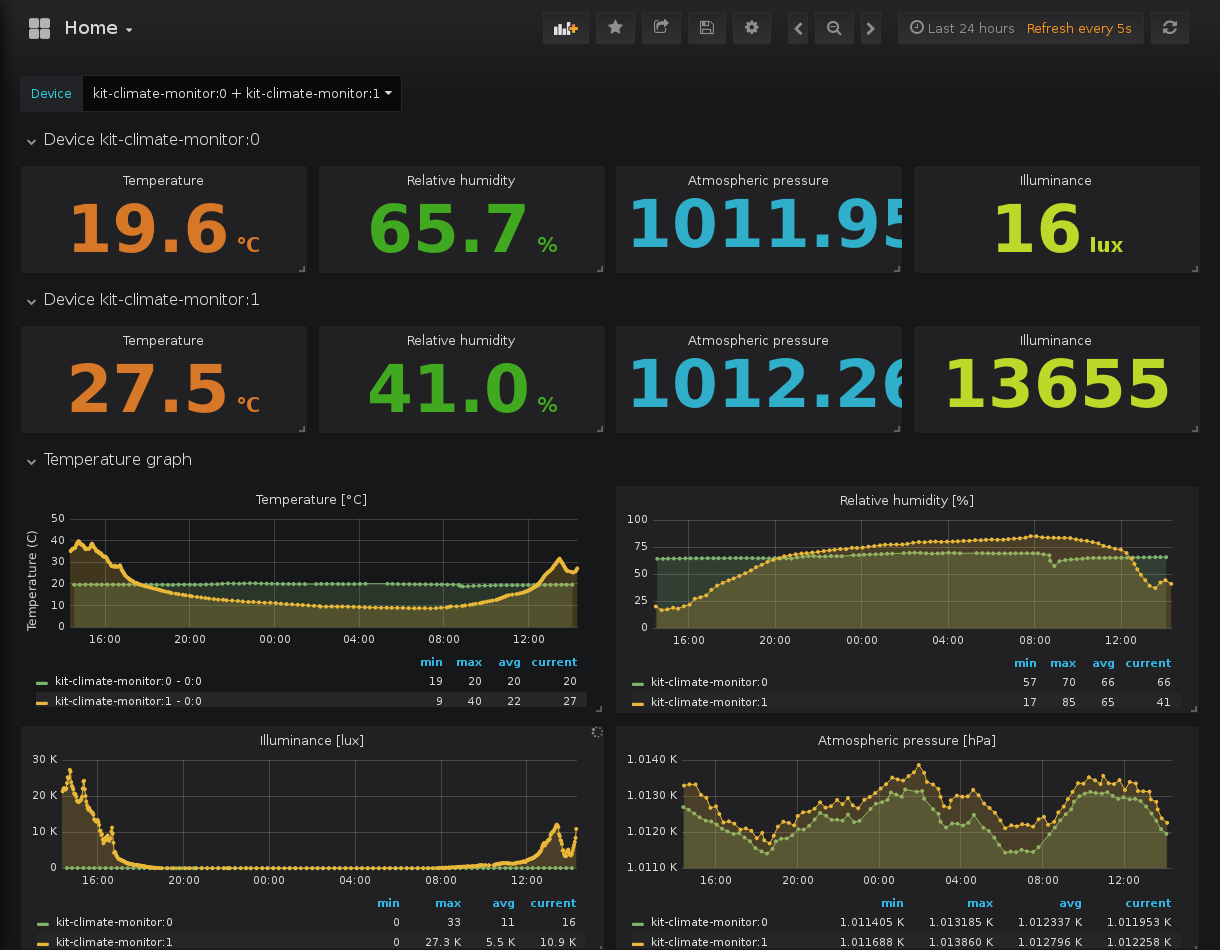 Home
Last 24 hours Refresh every 5s
Device kit-climate-monitor:0 + kit-climate-monitor:1
Device kit-climate-monitor:0
Temperature Relative humidity Atmospheric pressure Illuminance
19.6 °C 65.7 % 1011.95 16 lux
Device kit-climate-monitor:1
Temperature Relative humidity Atmospheric pressure Illuminance
27.5 °C 41.0 % 1012.26 13655
Temperature graph
Temperature [°C]
Temperature (C)
50
40
30
20
10
0
16:00 20:00 00:00 04:00 08:00 12:00
min max avg current
kit-climate-monitor:0 - 0:0 19 20 20 20
kit-climate-monitor:1 - 0:0 9 40 22 27
Relative humidity [%]
100
75
50
25
0
16:00 20:00 00:00 04:00 08:00 12:00
min max avg current
kit-climate-monitor:0 57 70 66 66
kit-climate-monitor:1 17 85 65 41
Illuminance [lux]
30 K
20 K
10 K
0
16:00 20:00 00:00 04:00 08:00 12:00
min max avg current
kit-climate-monitor:0 0 33 11 16
kit-climate-monitor:1 0 27.3 K 5.5 K 10.9 K
Atmospheric pressure [hPa]
1.0140 K
1.0130 K
1.0120 K
1.0110 K
16:00 20:00 00:00 04:00 08:00 12:00
min max avg current
kit-climate-monitor:0 1.011405 K 1.013185 K 1.012337 K 1.011953 K
kit-climate-monitor:1 1.011688 K 1.013860 K 1.012796 K 1.012258 K